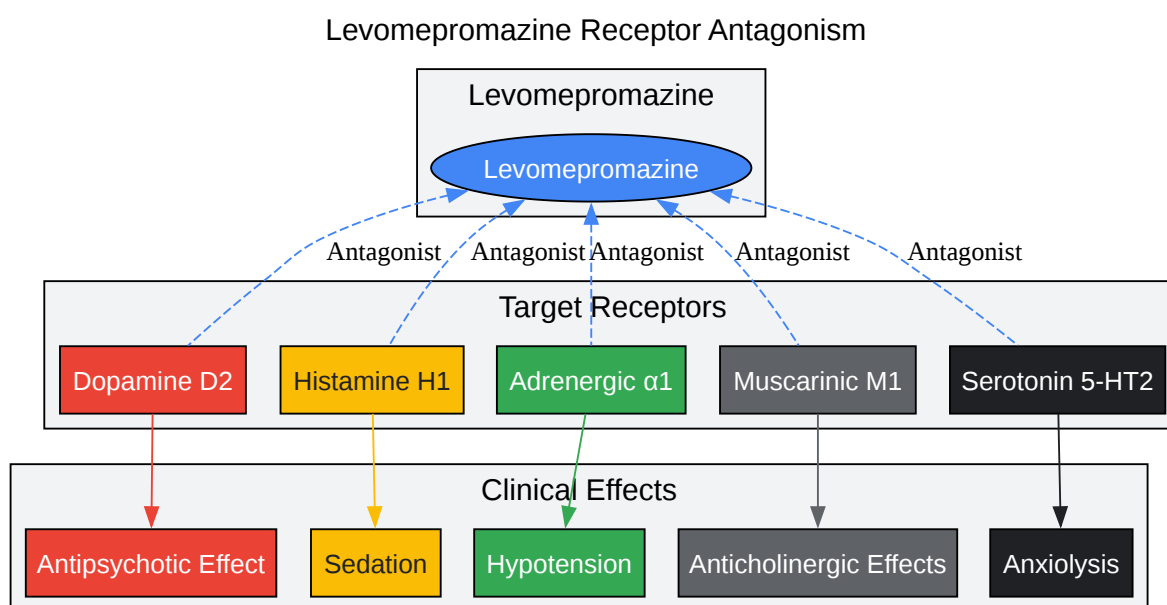 Levomepromazine Receptor Antagonism
Levomepromazine
Levomepromazine
Antagonist Antagonist Antagonist Antagonist Antagonist
Target Receptors
Dopamine D2 Histamine H1 Adrenergic α1 Muscarinic M1 Serotonin 5-HT2
Clinical Effects
Antipsychotic Effect Sedation Hypotension Anticholinergic Effects Anxiolysis